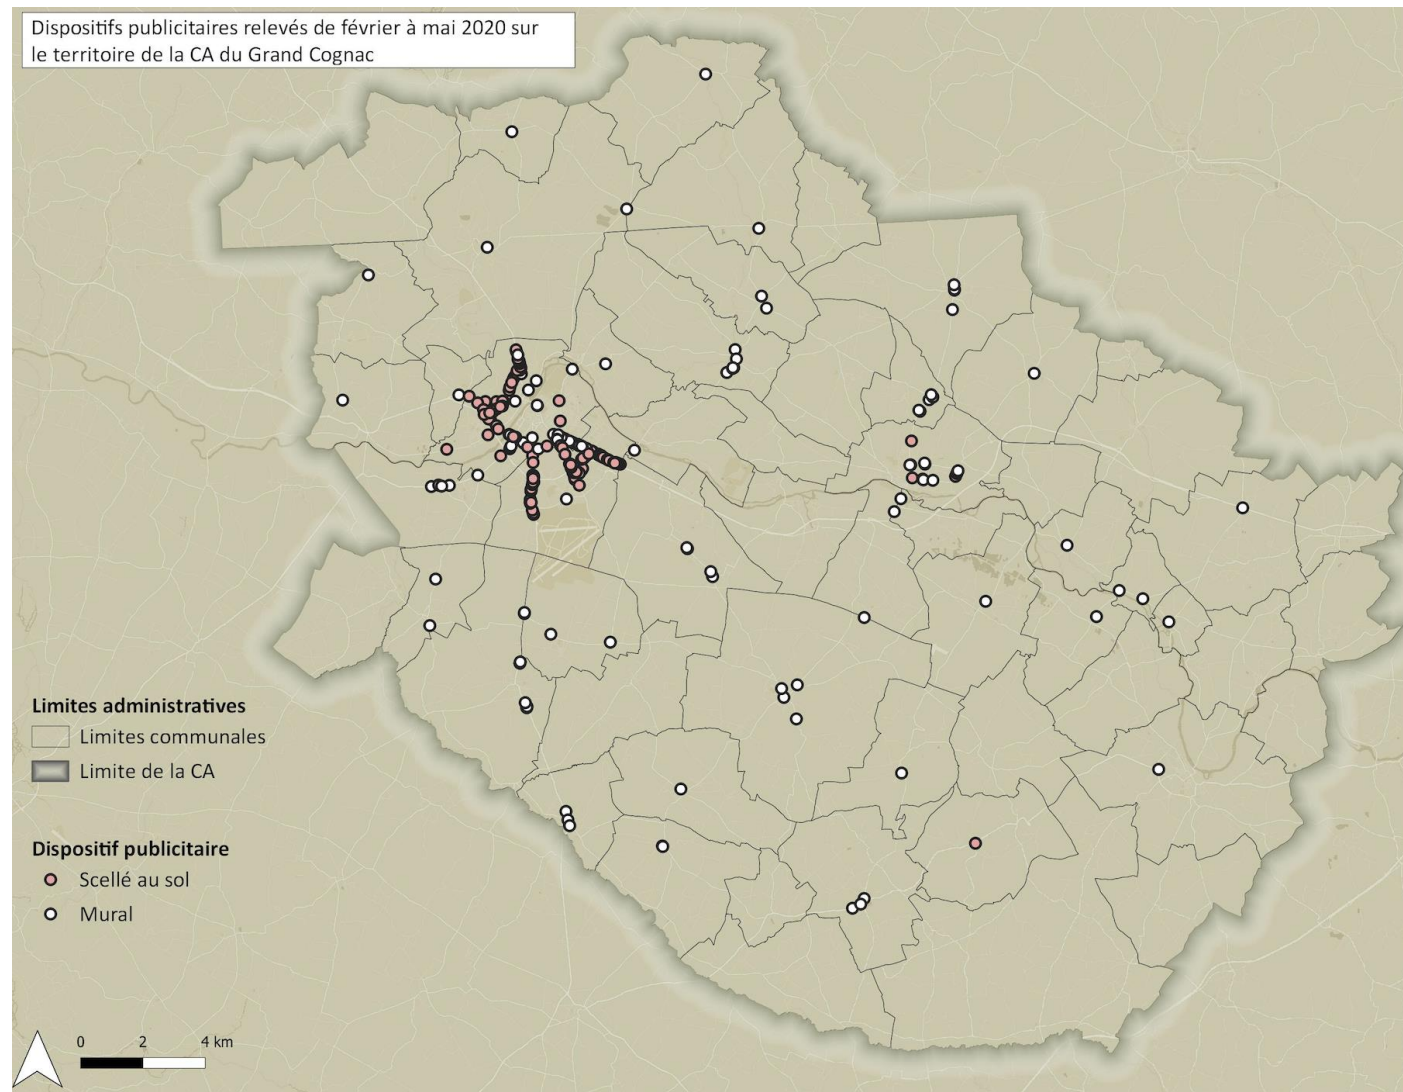 Dispositifs publicitaires relevés de février à mai 2020 sur
le territoire de la CA du Grand Cognac
Limites administratives
Limites communales
Limite de la CA
Dispositif publicitaire
Scellé au sol
Mural
0 2 4 km